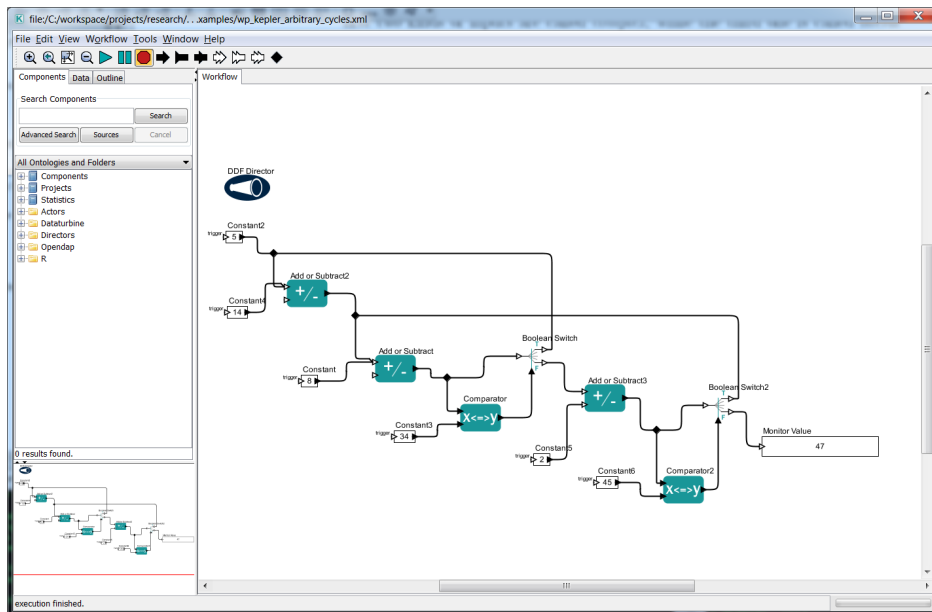 file:/C:/workspace/projects/research/. . .xamples/wp_kepler_arbitrary_cycles.xml
File Edit View Workflow Tools Window Help
Components Data Outline
Workflow
Search Components
Search
Advanced Search Sources Cancel
All Ontologies and Folders
Components
Projects
Statistics
Actors
Dataturbine
Directors
Opendap
R
0 results found.
DDF Director
Constant2
trigger 5
Add or Subtract2
+/-
Constant4
trigger 14
Add or Subtract
+/-
Constant
trigger 8
Boolean Switch
T
F
Comparator
X<=>y
Constant3
trigger 34
Add or Subtract3
+/-
Constant5
trigger 2
Boolean Switch2
T
F
Monitor Value
47
Constant6
trigger 45
Comparator2
X<=>y
execution finished.